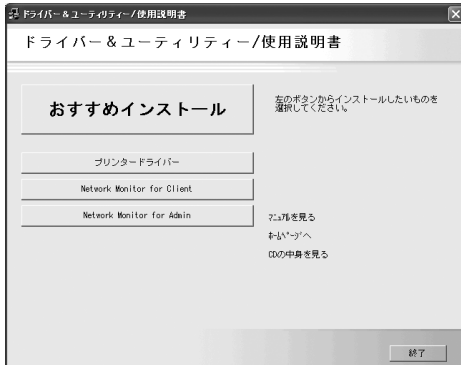 ドライバー＆ユーティリティー/使用説明書
ドライバー＆ユーティリティー/使用説明書
おすすめインストール
左のボタンからインストールしたいものを
選択してください。
プリンタードライバー
Network Monitor for Client
Network Monitor for Admin
ﾏﾆｭｱﾙを見る
ﾎｰﾑﾍﾟｰｼﾞへ
CDの中身を見る
終了